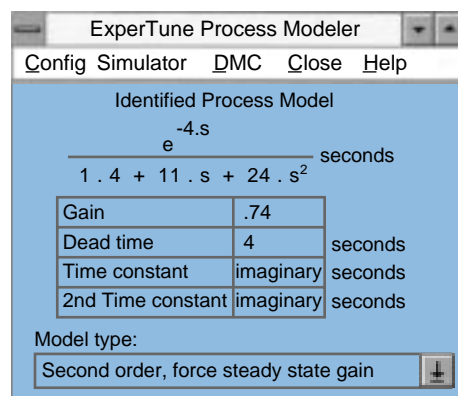 ExperTune Process Modeler
Config Simulator DMC Close Help
Identified Process Model
e-4.s
1 . 4 + 11 . s + 24 . s2 seconds
Gain .74
Dead time 4 seconds
Time constant imaginary seconds
2nd Time constant imaginary seconds
Model type:
Second order, force steady state gain